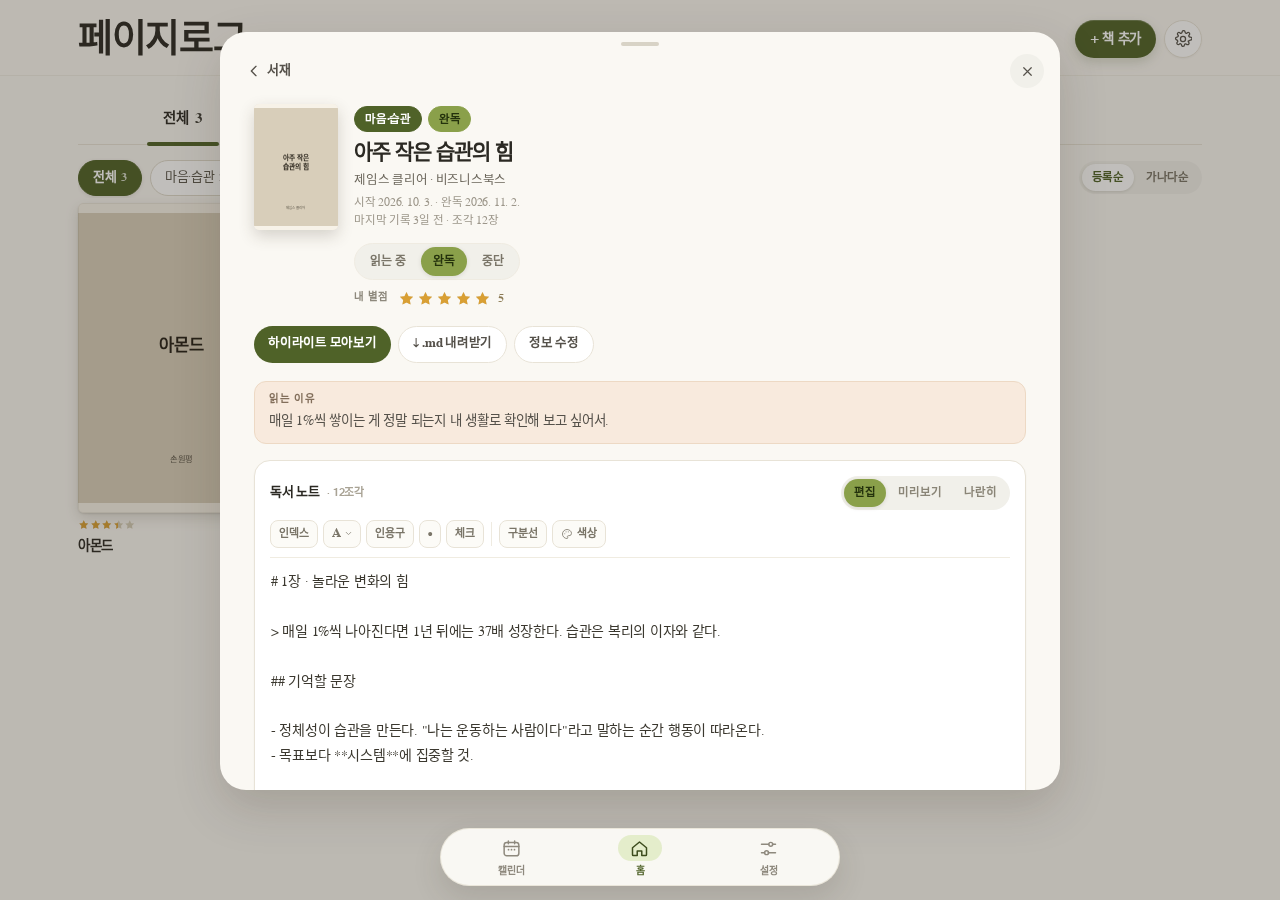 페이지로그
+ 책 추가
전체 3
전체 3
마음·습관
등록순
가나다순
아몬드
손원평
아몬드
서재
아주 작은
습관의 힘
제임스 클리어
마음·습관
완독
아주 작은 습관의 힘
제임스 클리어 · 비즈니스북스
시작 2026. 10. 3. · 완독 2026. 11. 2.
마지막 기록 3일 전 · 조각 12장
읽는 중
완독
중단
내 별점
5
하이라이트 모아보기
↓ .md 내려받기
정보 수정
읽는 이유
매일 1%씩 쌓이는 게 정말 되는지 내 생활로 확인해 보고 싶어서.
독서 노트 · 12조각
편집
미리보기
나란히
인덱스
A
인용구
•
체크
구분선
색상
# 1장 · 놀라운 변화의 힘
> 매일 1%씩 나아진다면 1년 뒤에는 37배 성장한다. 습관은 복리의 이자와 같다.
## 기억할 문장
- 정체성이 습관을 만든다. "나는 운동하는 사람이다"라고 말하는 순간 행동이 따라온다.
- 목표보다 **시스템**에 집중할 것.
캘린더
홈
설정